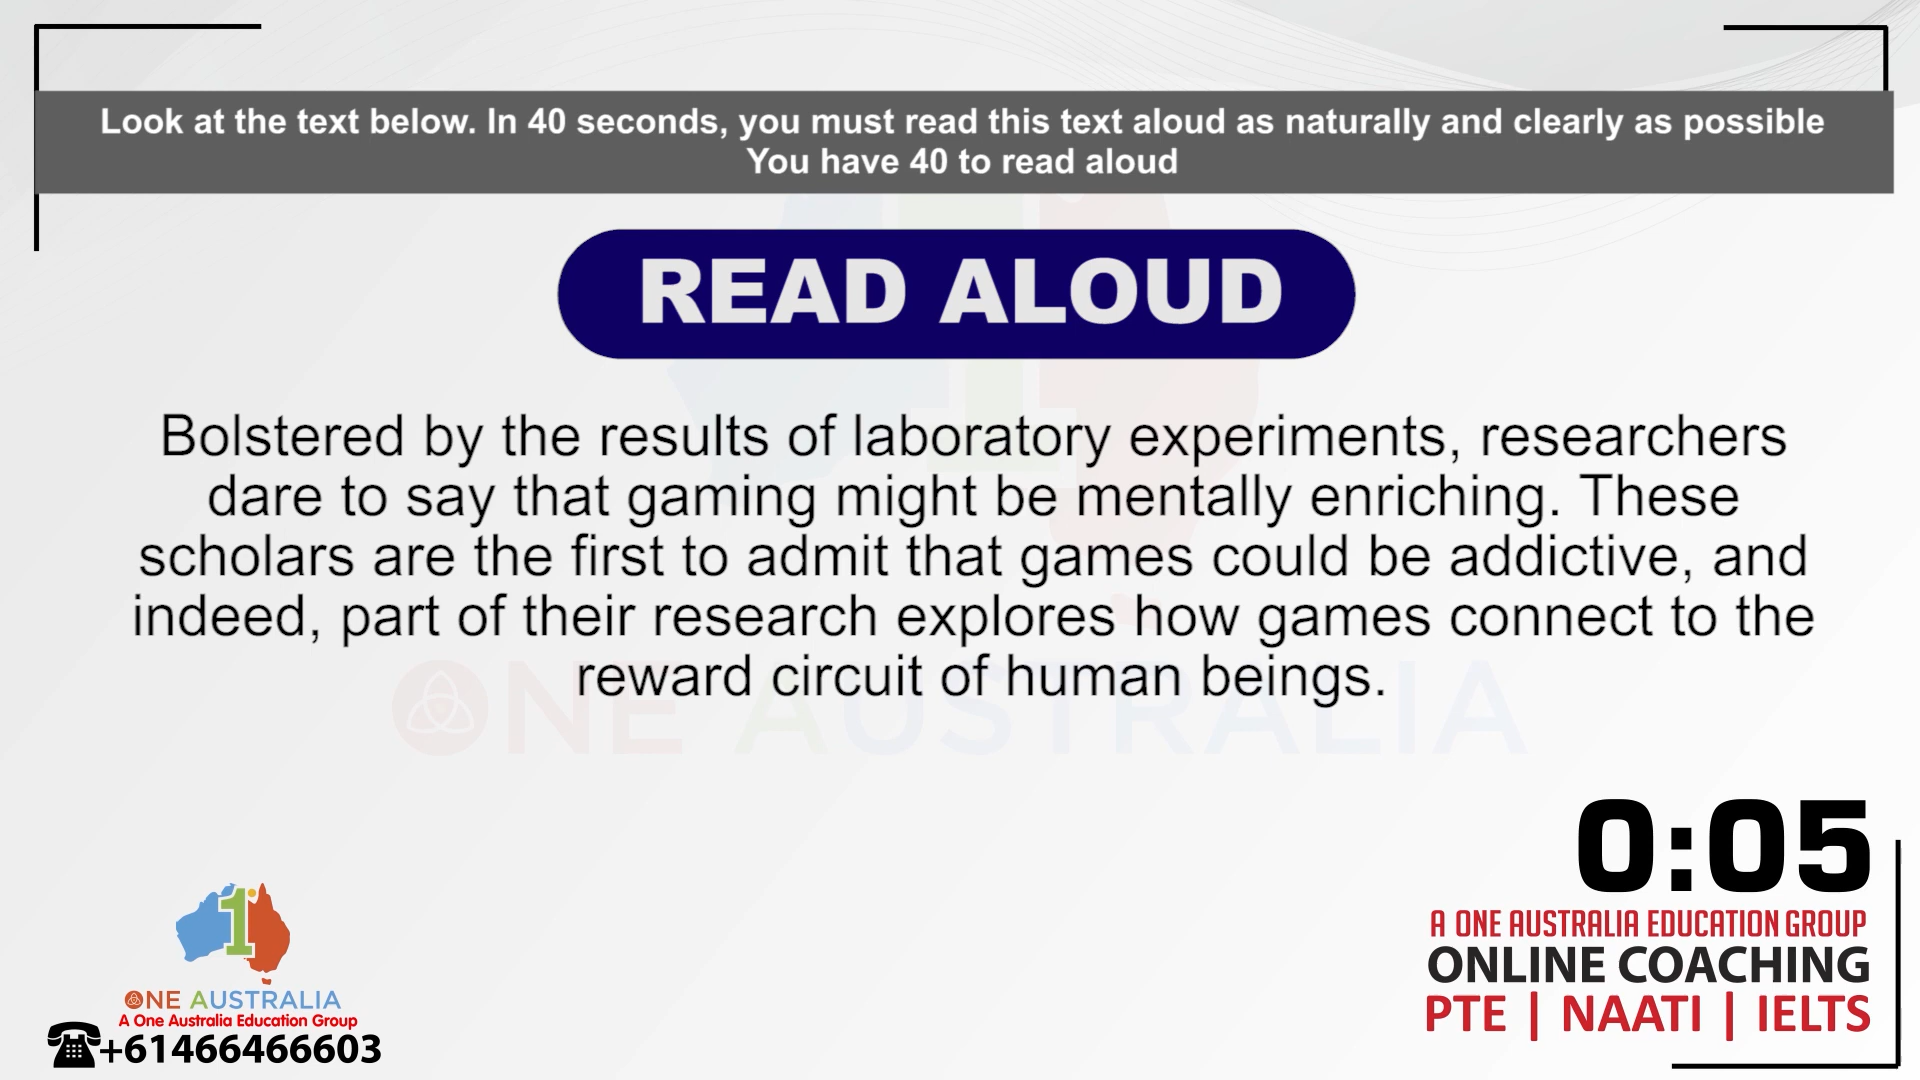 Look at the text below. In 40 seconds, you must read this text aloud as naturally and clearly as possible
You have 40 to read aloud
READ ALOUD
Bolstered by the results of laboratory experiments, researchers
dare to say that gaming might be mentally enriching. These
scholars are the first to admit that games could be addictive, and
indeed, part of their research explores how games connect to the
reward circuit of human beings.
ONE AUSTRALIA
0:05
A ONE AUSTRALIA EDUCATION GROUP
ONLINE COACHING
PTE | NAATI | IELTS
1
ONE AUSTRALIA
A One Australia Education Group
+61466466603